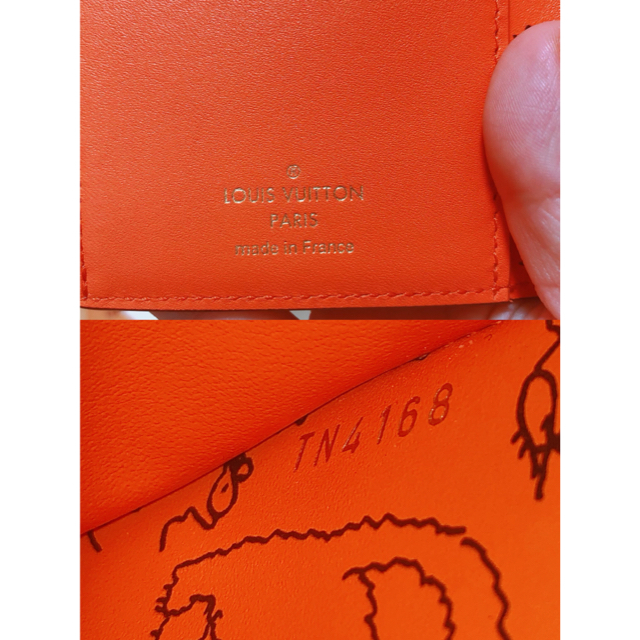 LOUIS VUITTON
PARIS
made in France
TN4168